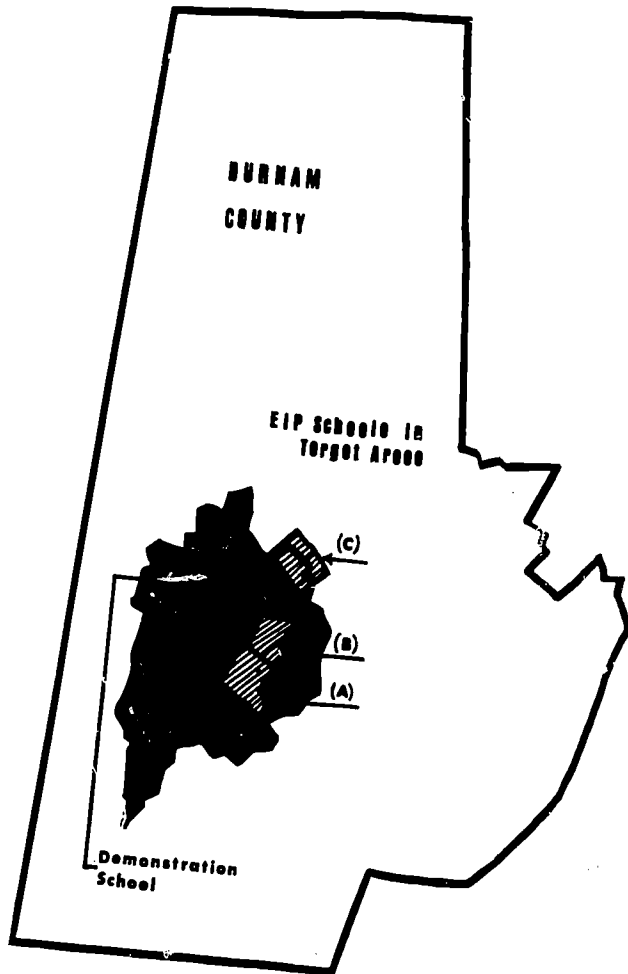 DURHAM
COUNTY
EIP Schools in
Target Areas
(C)
(B)
(A)
Demonstration
School